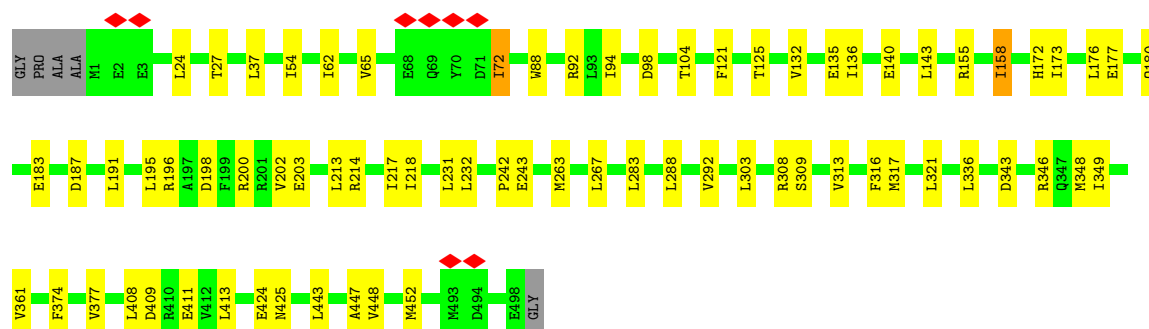 GLY PRO ALA ALA M1 E2 E3 L24 T27 L37 I54 I62 V65 E68 Q69 Y70 D71 I72 W88 R92 L93 I94 D98 T104 F121 T125 V132 E135 I136 E140 L143 R155 I158 H172 I173 L176 E177
E183 D187 L191 L195 R196 A197 D198 F199 R200 R201 V202 E203 L213 R214 I217 I218 L231 L232 P242 E243 M263 L267 L283 L288 V292 L303 R308 S309 V313 F316 M317 L321 L336 D343 R346 Q347 M348 I349
V361 F374 V377 L408 D409 R410 E411 V412 L413 E424 N425 L443 A447 V448 M452 M493 D494 E498 GLY